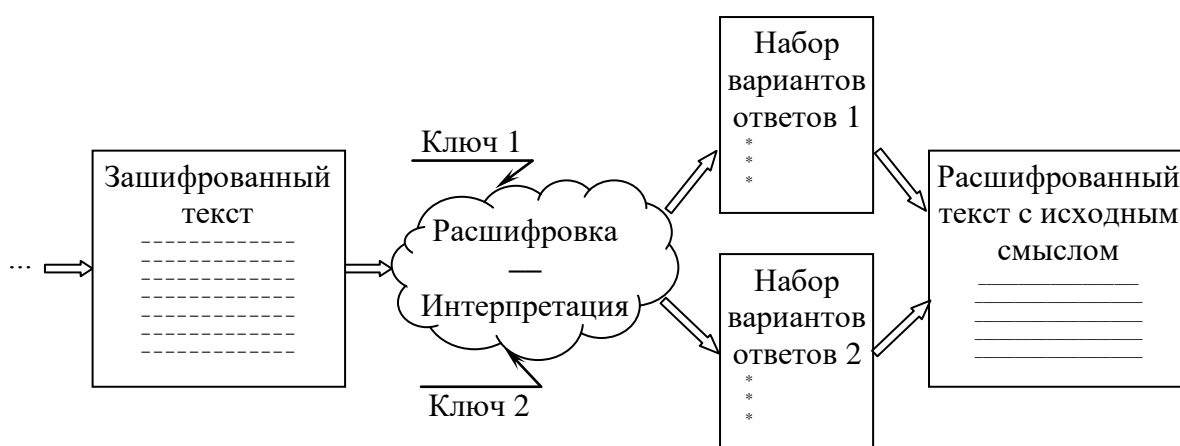 ...
Зашифрованный
текст
Ключ 1
Расшифровка
—
Интерпретация
Ключ 2
Набор
вариантов
ответов 1
*
*
*
Набор
вариантов
ответов 2
*
*
*
Расшифрованный
текст с исходным
смыслом